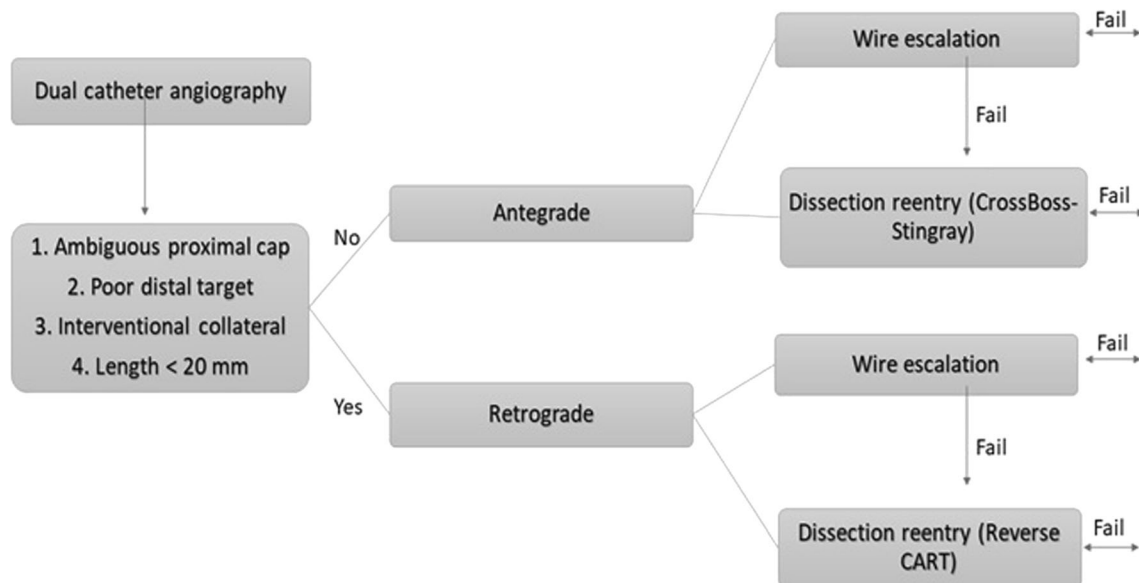 Dual catheter angiography
1. Ambiguous proximal cap
2. Poor distal target
3. Interventional collateral
4. Length < 20 mm
No
Yes
Antegrade
Retrograde
Wire escalation
Fail
Fail
Dissection reentry (CrossBoss-
Stingray)
Fail
Wire escalation
Fail
Fail
Dissection reentry (Reverse
CART)
Fail